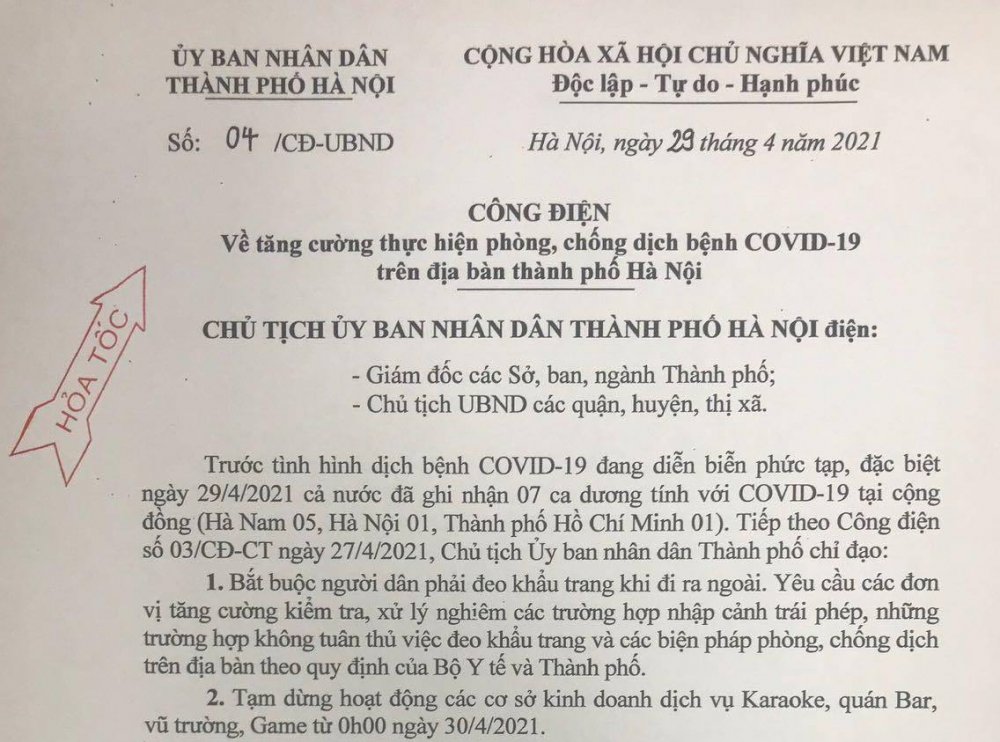 ỦY BAN NHÂN DÂN
THÀNH PHỐ HÀ NỘI
CỘNG HÒA XÃ HỘI CHỦ NGHĨA VIỆT NAM
Độc lập - Tự do - Hạnh phúc
Số: 04 /CĐ-UBND
Hà Nội, ngày 29 tháng 4 năm 2021
CÔNG ĐIỆN
Về tăng cường thực hiện phòng, chống dịch bệnh COVID-19
trên địa bàn thành phố Hà Nội
HỎA TỐC
CHỦ TỊCH ỦY BAN NHÂN DÂN THÀNH PHỐ HÀ NỘI điện:
- Giám đốc các Sở, ban, ngành Thành phố;
- Chủ tịch UBND các quận, huyện, thị xã.
Trước tình hình dịch bệnh COVID-19 đang diễn biến phức tạp, đặc biệt
ngày 29/4/2021 cả nước đã ghi nhận 07 ca dương tính với COVID-19 tại cộng
đồng (Hà Nam 05, Hà Nội 01, Thành phố Hồ Chí Minh 01). Tiếp theo Công điện
số 03/CĐ-CT ngày 27/4/2021, Chủ tịch Ủy ban nhân dân Thành phố chỉ đạo:
1. Bắt buộc người dân phải đeo khẩu trang khi đi ra ngoài. Yêu cầu các đơn
vị tăng cường kiểm tra, xử lý nghiêm các trường hợp nhập cảnh trái phép, những
trường hợp không tuân thủ việc đeo khẩu trang và các biện pháp phòng, chống dịch
trên địa bàn theo quy định của Bộ Y tế và Thành phố.
2. Tạm dừng hoạt động các cơ sở kinh doanh dịch vụ Karaoke, quán Bar,
vũ trường, Game từ 0h00 ngày 30/4/2021.